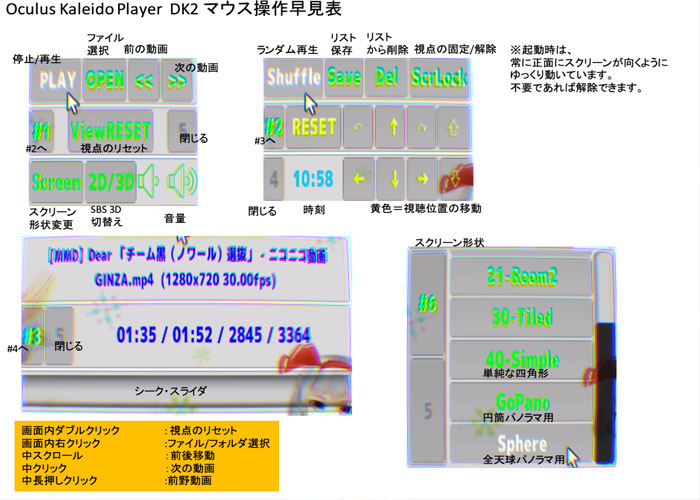 Oculus Kaleido Player DK2 マウス操作早見表
停止/再生
ファイル
選択
前の動画
次の動画
PLAY
OPEN
<<
>>
#1
ViewRESET
5
#2へ
視点のリセット
閉じる
Screen
2D/3D
スクリーン
形状変更
SBS 3D
切替え
音量
ランダム再生
リスト
保存
リスト
から削除
視点の固定/解除
Shuffle
Save
Del
ScrLock
#2
RESET
↑
#3へ
4
10:58
←
↓
→
閉じる
時刻
黄色＝視聴位置の移動
※起動時は、
常に正面にスクリーンが向くように
ゆっくり動いています。
不要であれば解除できます。
[MMD] Dear 「チーム黒（ノワール）選抜」 - ニコニコ動画
GINZA.mp4 (1280x720 30.00fps)
#3
5
#4へ
閉じる
01:35 / 01:52 / 2845 / 3364
シーク・スライダ
スクリーン形状
#6
5
21-Room2
30-Tiled
40-Simple
単純な四角形
GoPano
円筒パノラマ用
Sphere
全天球パノラマ用
画面内ダブルクリック ：視点のリセット
画面内右クリック ：ファイル/フォルダ選択
中スクロール ：前後移動
中クリック ：次の動画
中長押しクリック ：前野動画